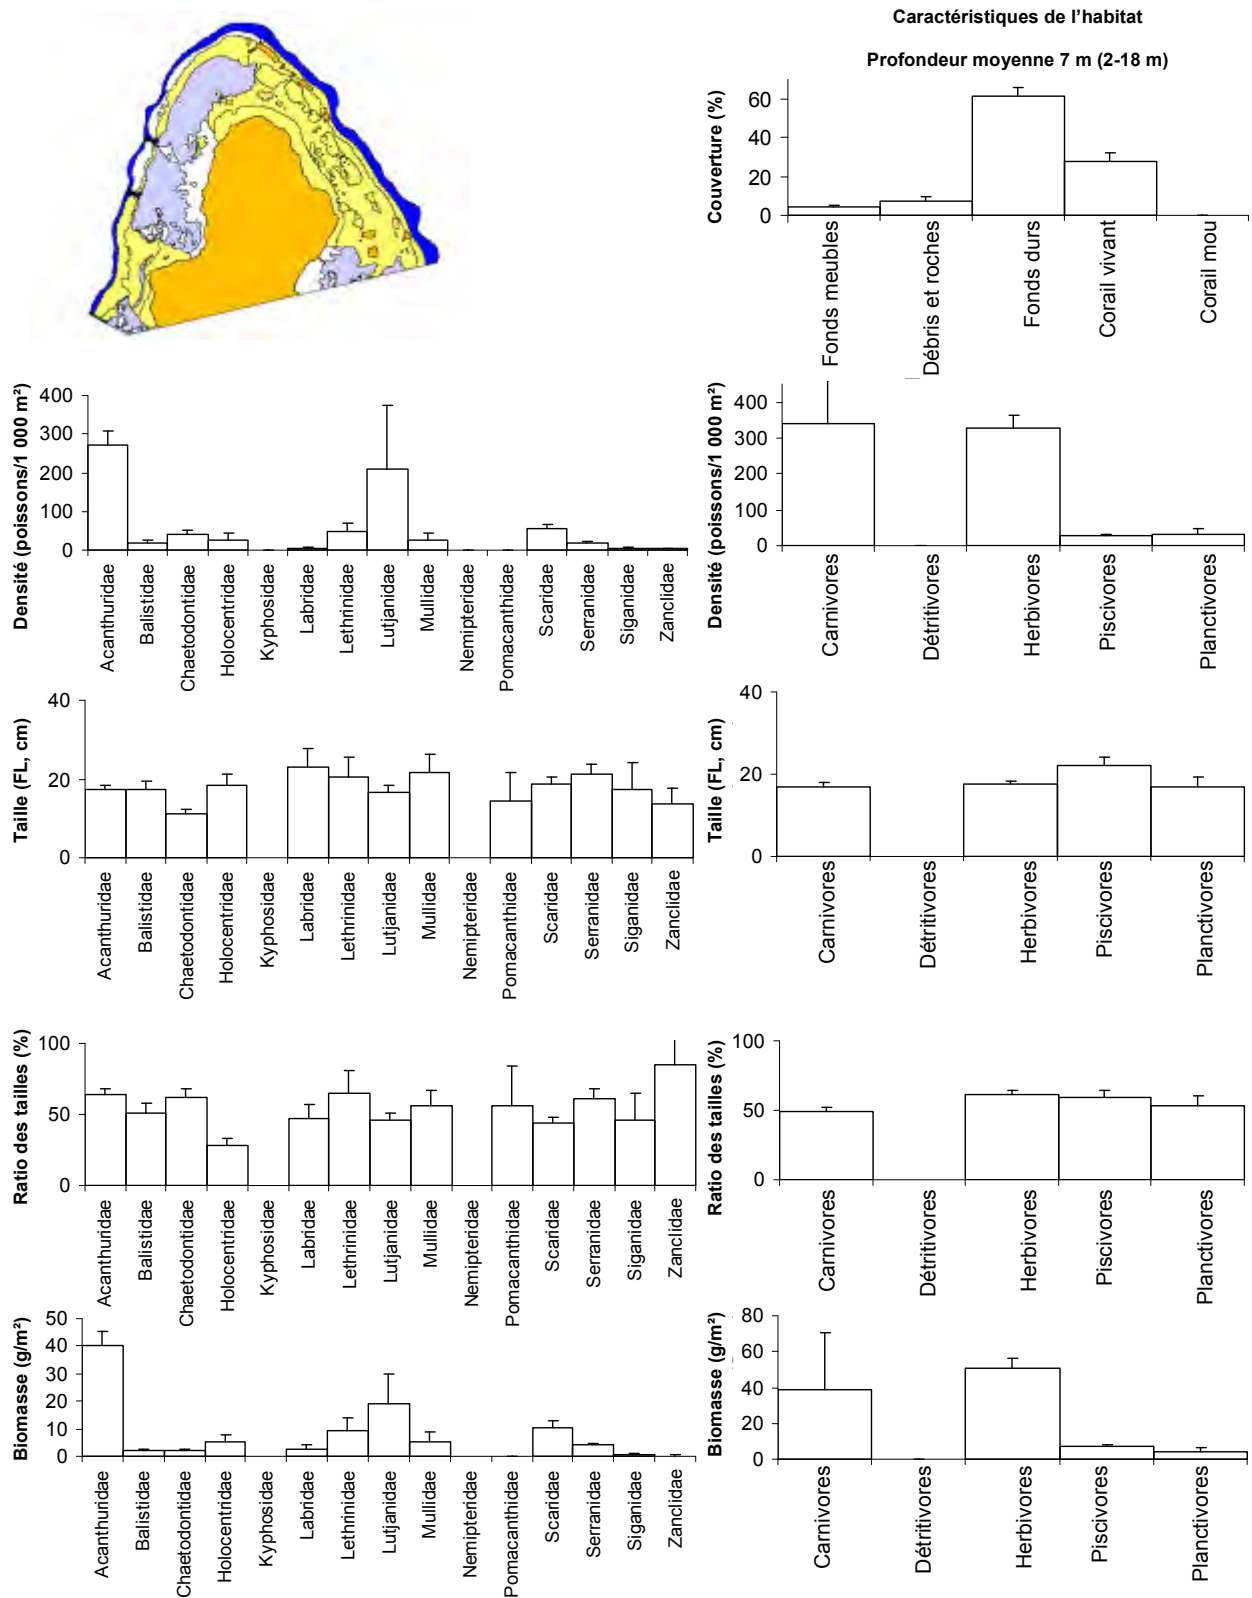 Caractéristiques de l'habitat
Profondeur moyenne 7 m (2-18 m)
Couverture (%)
60
40
20
0
Fonds meubles
Débris et roches
Fonds durs
Corail vivant
Corail mou
Densité (poissons/1 000 m²)
400
300
200
100
0
Acanthuridae
Balistidae
Chaetodontidae
Holocentridae
Kyphosidae
Labridae
Lethrinidae
Lutjanidae
Mullidae
Nemipteridae
Pomacanthidae
Scaridae
Serranidae
Siganidae
Zanclidae
Densité (poissons/1 000 m²)
400
300
200
100
0
Carnivores
Détritivores
Herbivores
Piscivores
Planctivores
Taille (FL, cm)
40
20
0
Acanthuridae
Balistidae
Chaetodontidae
Holocentridae
Kyphosidae
Labridae
Lethrinidae
Lutjanidae
Mullidae
Nemipteridae
Pomacanthidae
Scaridae
Serranidae
Siganidae
Zanclidae
Taille (FL, cm)
40
20
0
Carnivores
Détritivores
Herbivores
Piscivores
Planctivores
Ratio des tailles (%)
100
50
0
Acanthuridae
Balistidae
Chaetodontidae
Holocentridae
Kyphosidae
Labridae
Lethrinidae
Lutjanidae
Mullidae
Nemipteridae
Pomacanthidae
Scaridae
Serranidae
Siganidae
Zanclidae
Ratio des tailles (%)
100
50
0
Carnivores
Détritivores
Herbivores
Piscivores
Planctivores
Biomasse (g/m²)
50
40
30
20
10
0
Acanthuridae
Balistidae
Chaetodontidae
Holocentridae
Kyphosidae
Labridae
Lethrinidae
Lutjanidae
Mullidae
Nemipteridae
Pomacanthidae
Scaridae
Serranidae
Siganidae
Zanclidae
Biomasse (g/m²)
80
60
40
20
0
Carnivores
Détritivores
Herbivores
Piscivores
Planctivores